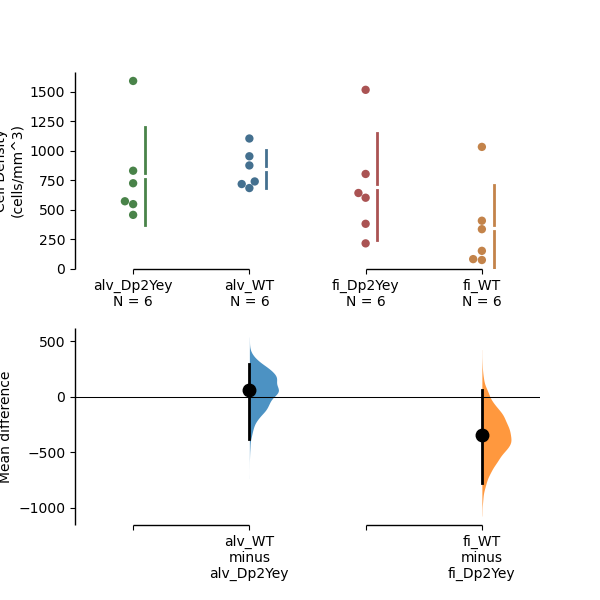 Cell Density
(cells/mm^3)
1500
1250
1000
750
500
250
0
alv_Dp2Yey
N = 6
alv_WT
N = 6
fi_Dp2Yey
N = 6
fi_WT
N = 6
Mean difference
500
0
−500
−1000
alv_WT
minus
alv_Dp2Yey
fi_WT
minus
fi_Dp2Yey